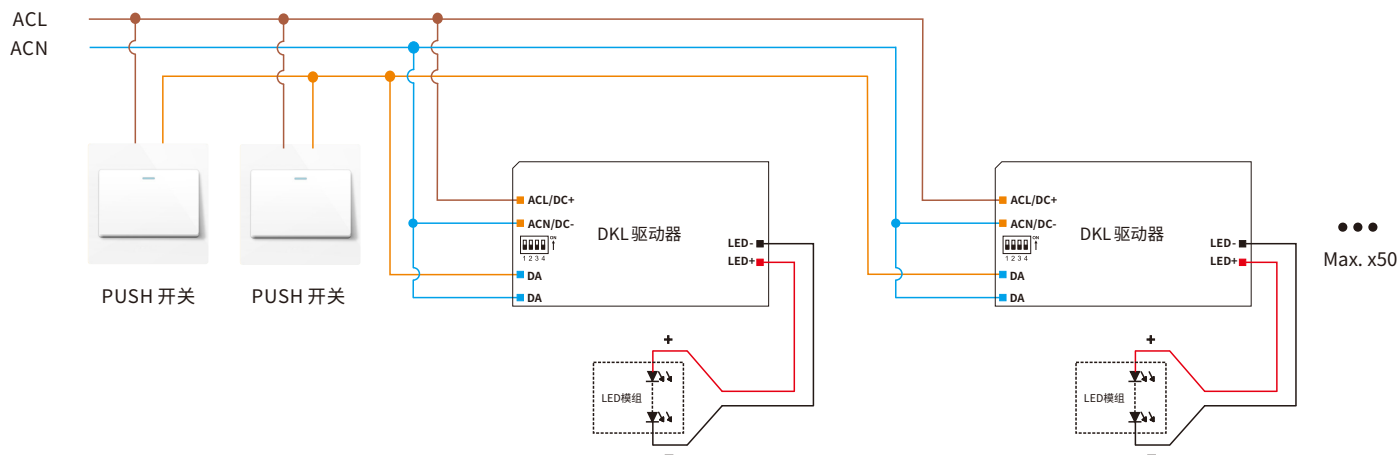 ACL
ACN
PUSH 开关
PUSH 开关
ACL/DC+
ACN/DC-
ON
1 2 3 4
DA
DA
DKL 驱动器
LED-
LED+
+
LED模组
-
ACL/DC+
ACN/DC-
ON
1 2 3 4
DA
DA
DKL 驱动器
LED-
LED+
+
LED模组
-
•••
Max. x50